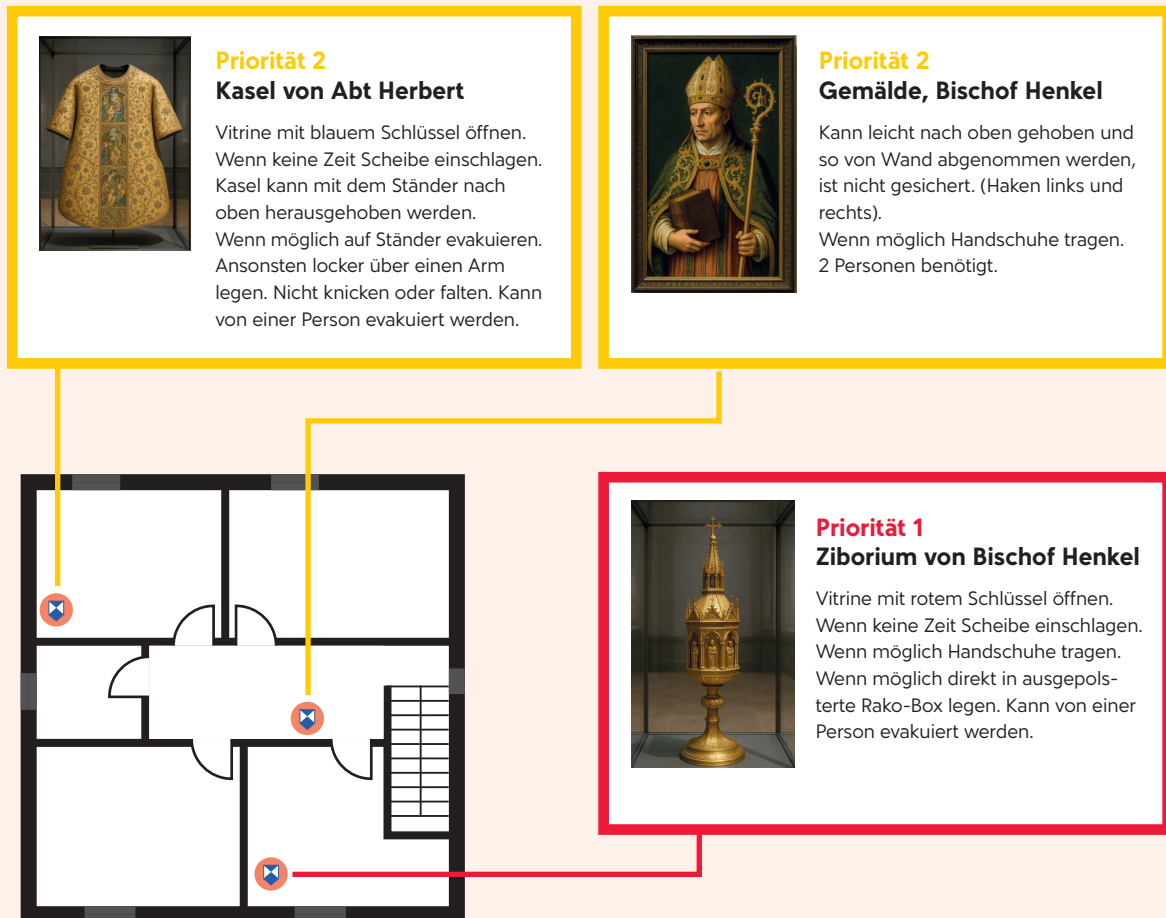 Priorität 2
Kasel von Abt Herbert
Vitrine mit blauem Schlüssel öffnen.
Wenn keine Zeit Scheibe einschlagen.
Kasel kann mit dem Ständer nach
oben herausgehoben werden.
Wenn möglich auf Ständer evakuieren.
Ansonsten locker über einen Arm
legen. Nicht knicken oder falten. Kann
von einer Person evakuiert werden.
Priorität 2
Gemälde, Bischof Henkel
Kann leicht nach oben gehoben und
so von Wand abgenommen werden,
ist nicht gesichert. (Haken links und
rechts).
Wenn möglich Handschuhe tragen.
2 Personen benötigt.
Priorität 1
Ziborium von Bischof Henkel
Vitrine mit rotem Schlüssel öffnen.
Wenn keine Zeit Scheibe einschlagen.
Wenn möglich Handschuhe tragen.
Wenn möglich direkt in ausgepols-
terte Rako-Box legen. Kann von einer
Person evakuiert werden.